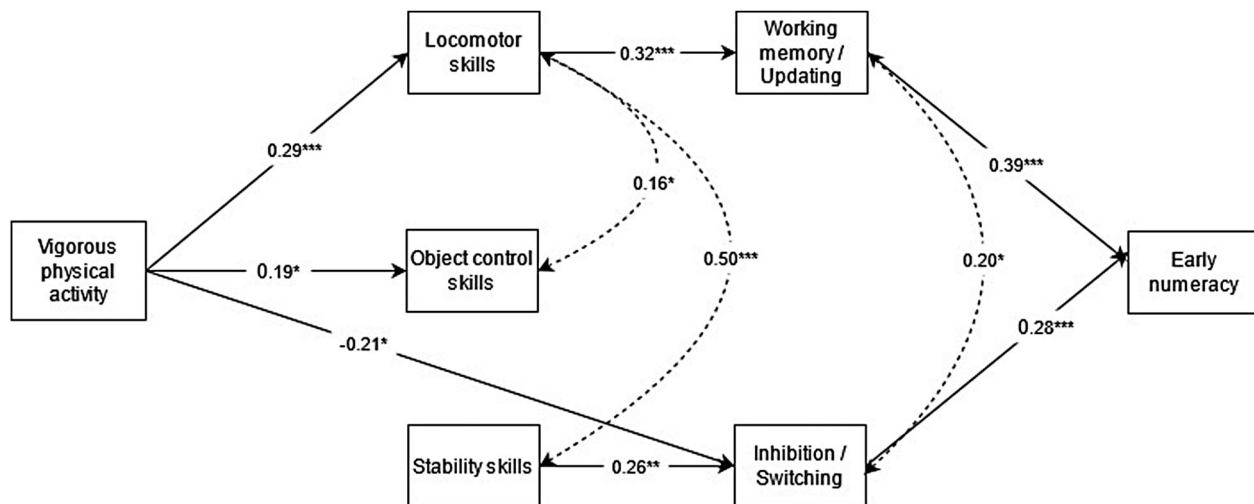 Locomotor
skills
0.32***
Working
memory /
Updating
0.29***
0.16*
0.39***
Vigorous
physical
activity
0.19*
Object control
skills
0.50***
0.20*
Early
numeracy
-0.21*
0.28***
Stability skills
0.26**
Inhibition /
Switching